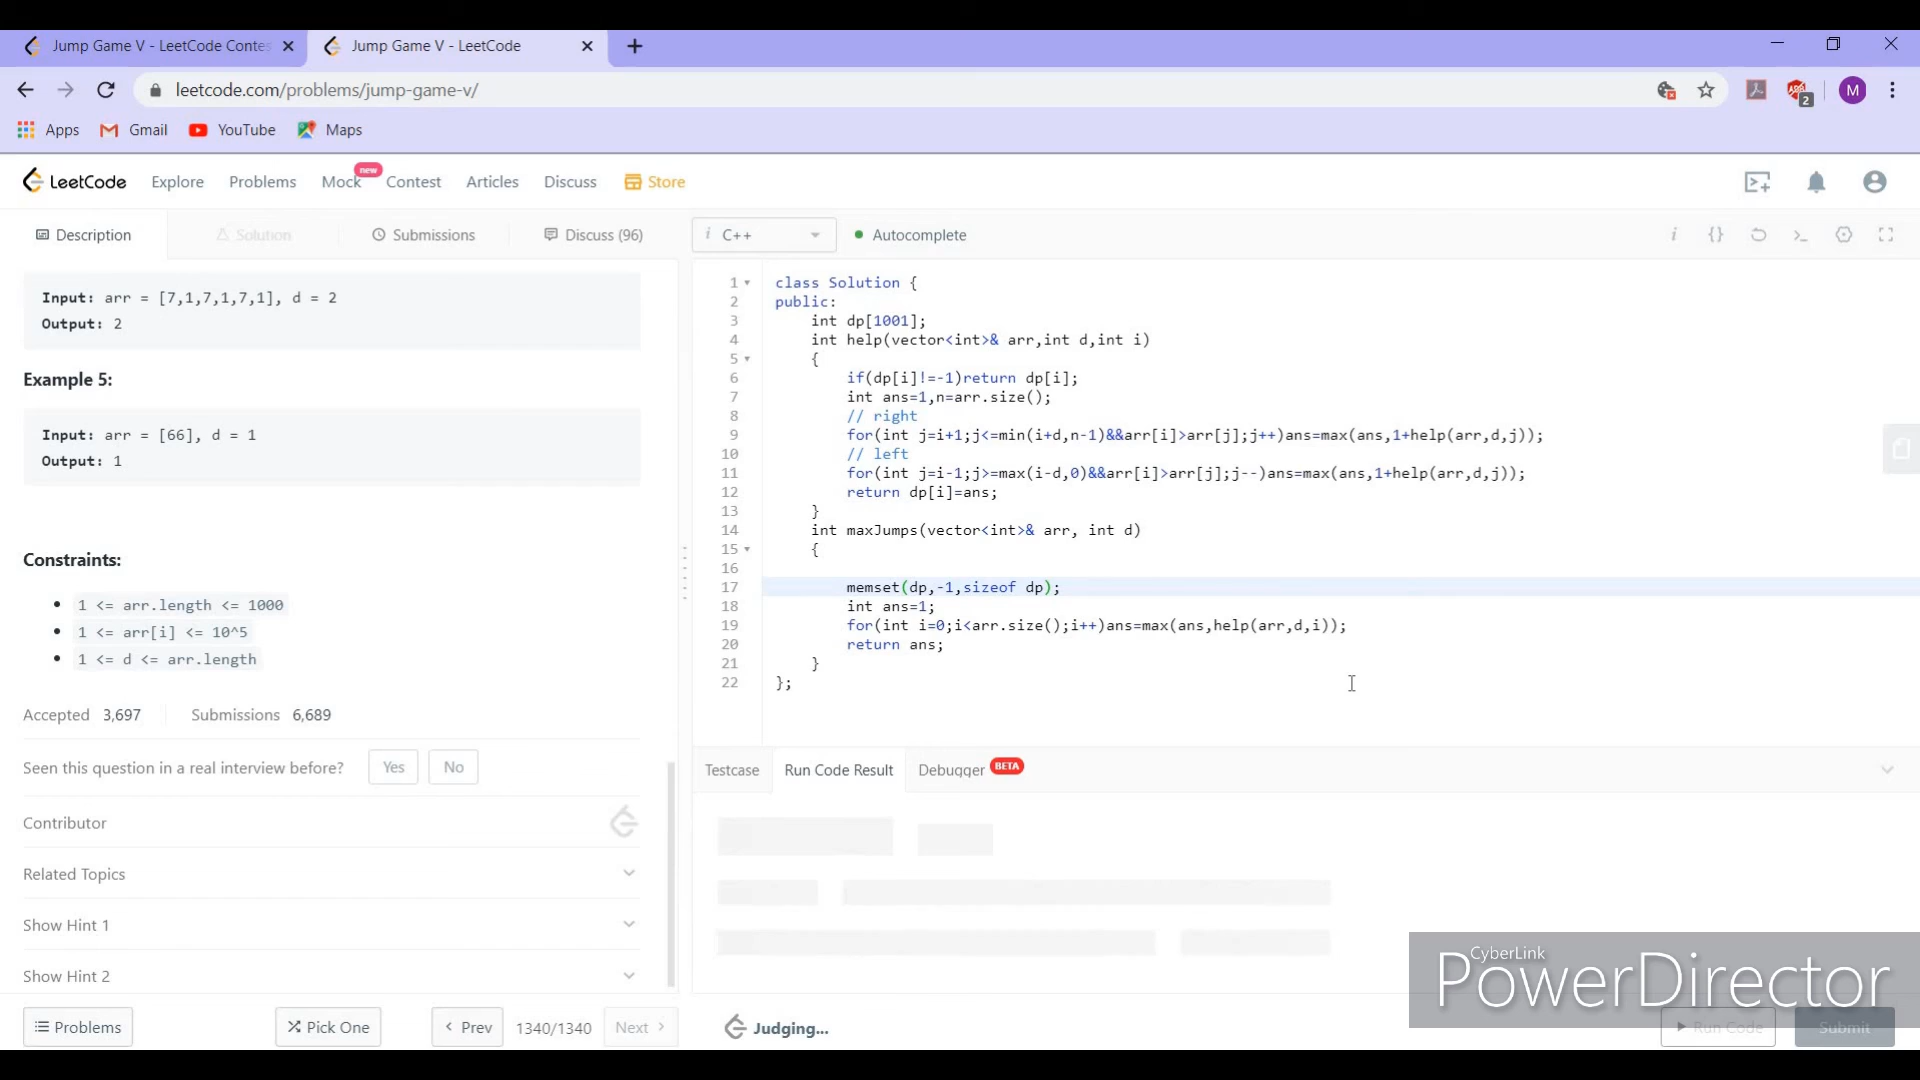 Jump Game V - LeetCode Contes
Jump Game V - LeetCode
leetcode.com/problems/jump-game-v/
2
M
Apps
Gmail
YouTube
Maps
LeetCode
Explore
Problems
Mock
new
Contest
Articles
Discuss
Store
Description
Solution
Submissions
Discuss (96)
i C++
Autocomplete
Input: arr = [7,1,7,1,7,1], d = 2
Output: 2
Example 5:
Input: arr = [66], d = 1
Output: 1
Constraints:
1 <= arr.length <= 1000
1 <= arr[i] <= 10^5
1 <= d <= arr.length
Accepted 3,697 Submissions 6,689
Seen this question in a real interview before? Yes No
Contributor
Related Topics
Show Hint 1
Show Hint 2
Problems
Pick One
Prev
1340/1340
Next
1 class Solution {
2 public:
3 int dp[1001];
4 int help(vector<int>& arr,int d,int i)
5 {
6 if(dp[i]!=-1)return dp[i];
7 int ans=1,n=arr.size();
8 // right
9 for(int j=i+1;j<=min(i+d,n-1)&&arr[i]>arr[j];j++)ans=max(ans,1+help(arr,d,j));
10 // left
11 for(int j=i-1;j>=max(i-d,0)&&arr[i]>arr[j];j--)ans=max(ans,1+help(arr,d,j));
12 return dp[i]=ans;
13 }
14 int maxJumps(vector<int>& arr, int d)
15 {
16
17 memset(dp,-1,sizeof dp);
18 int ans=1;
19 for(int i=0;i<arr.size();i++)ans=max(ans,help(arr,d,i));
20 return ans;
21 }
22 };
Testcase
Run Code Result
Debugger
BETA
Judging...
CyberLink
PowerDirector
Run Code
Submit